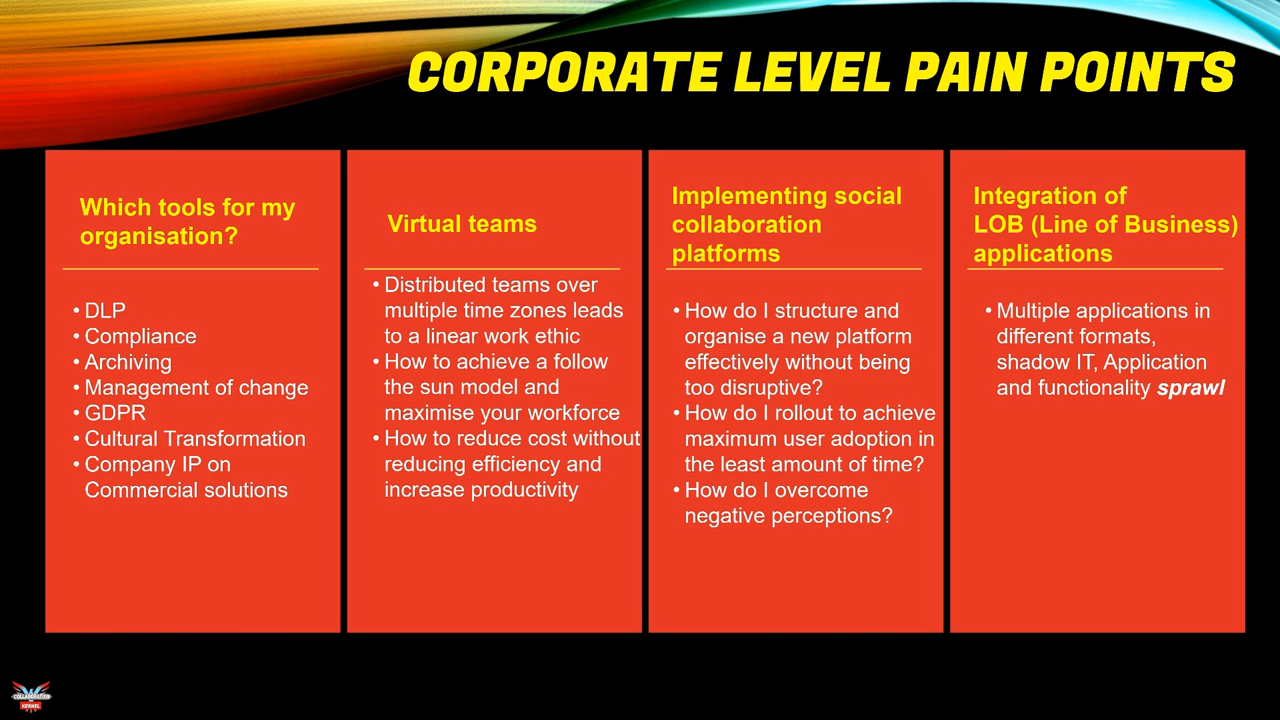 CORPORATE LEVEL PAIN POINTS
Which tools for my
organisation?
• DLP
• Compliance
• Archiving
• Management of change
• GDPR
• Cultural Transformation
• Company IP on
Commercial solutions
Virtual teams
• Distributed teams over
multiple time zones leads
to a linear work ethic
• How to achieve a follow
the sun model and
maximise your workforce
• How to reduce cost without
reducing efficiency and
increase productivity
Implementing social
collaboration
platforms
• How do I structure and
organise a new platform
effectively without being
too disruptive?
• How do I rollout to achieve
maximum user adoption in
the least amount of time?
• How do I overcome
negative perceptions?
Integration of
LOB (Line of Business)
applications
• Multiple applications in
different formats,
shadow IT, Application
and functionality sprawl
COLLABORATION
KERNEL